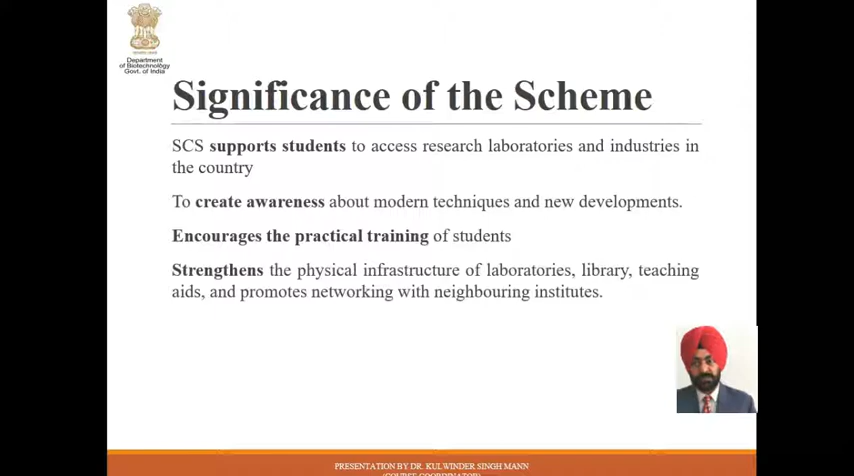 Department
of Biotechnology
Govt. of India
Significance of the Scheme
SCS supports students to access research laboratories and industries in
the country
To create awareness about modern techniques and new developments.
Encourages the practical training of students
Strengthens the physical infrastructure of laboratories, library, teaching
aids, and promotes networking with neighbouring institutes.
PRESENTATION BY DR. KULWINDER SINGH MANN
(COURSE COORDINATOR)